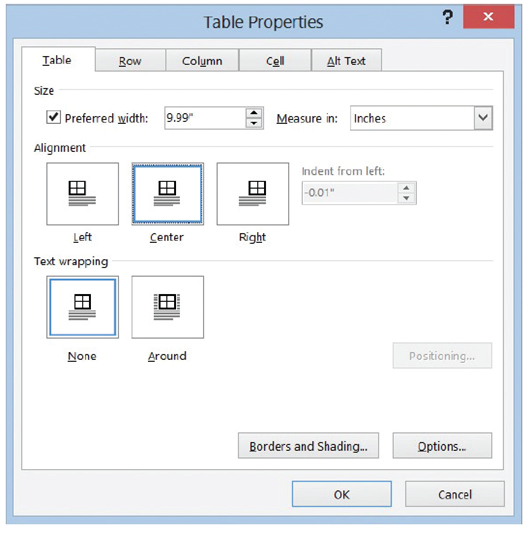 Table Properties ?
Table Row Column Cell Alt Text
Size
Preferred width: 9.99" Measure in: Inches
Alignment
Indent from left:
-0.01"
Left Center Right
Text wrapping
None Around
Positioning...
Borders and Shading... Options...
OK Cancel